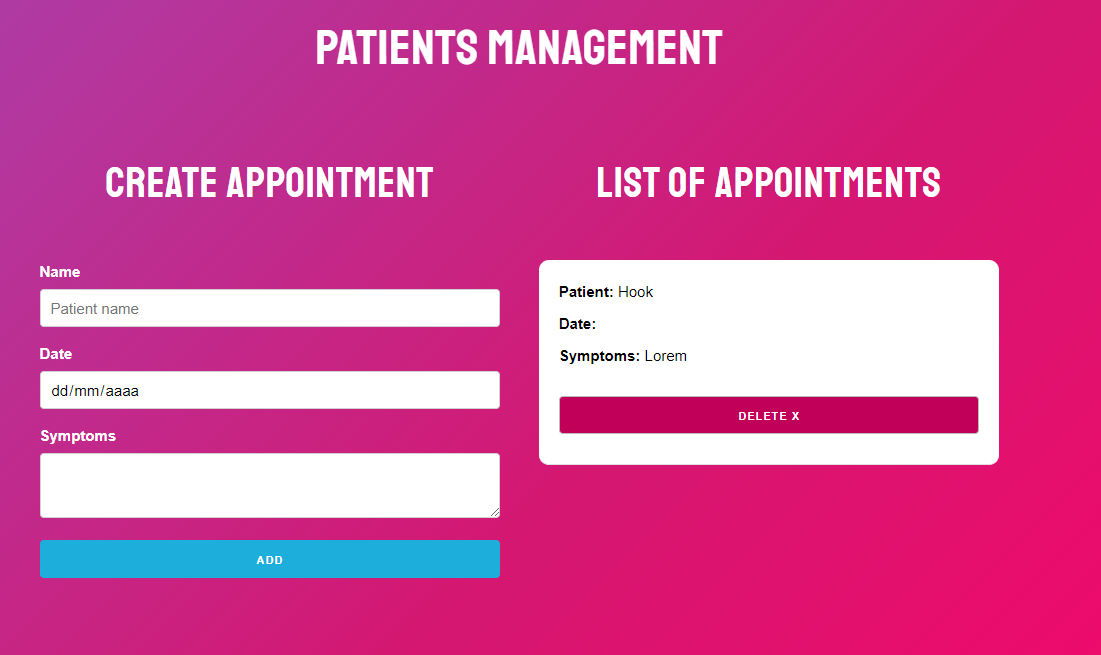 PATIENTS MANAGEMENT
CREATE APPOINTMENT
Name
Patient name
Date
dd/mm/aaaa
Symptoms
ADD
LIST OF APPOINTMENTS
Patient: Hook
Date:
Symptoms: Lorem
DELETE X